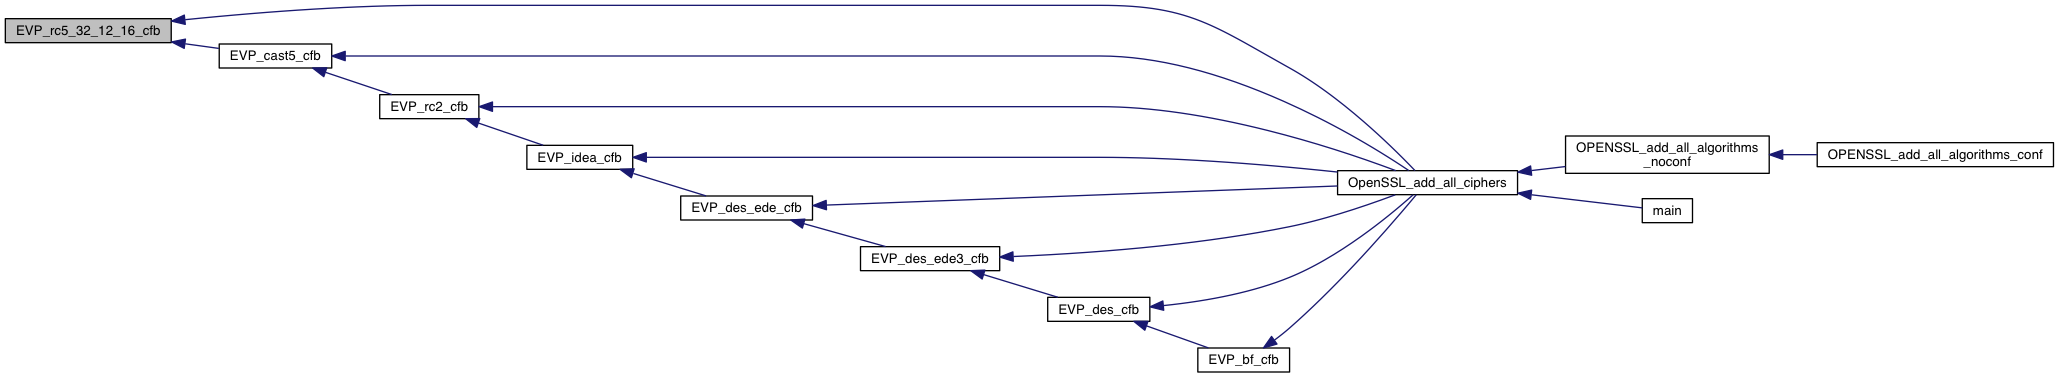 EVP_rc5_32_12_16_cfb
EVP_cast5_cfb
EVP_rc2_cfb
EVP_idea_cfb
EVP_des_ede_cfb
EVP_des_ede3_cfb
EVP_des_cfb
EVP_bf_cfb
OpenSSL_add_all_ciphers
OPENSSL_add_all_algorithms
_noconf
OPENSSL_add_all_algorithms_conf
main